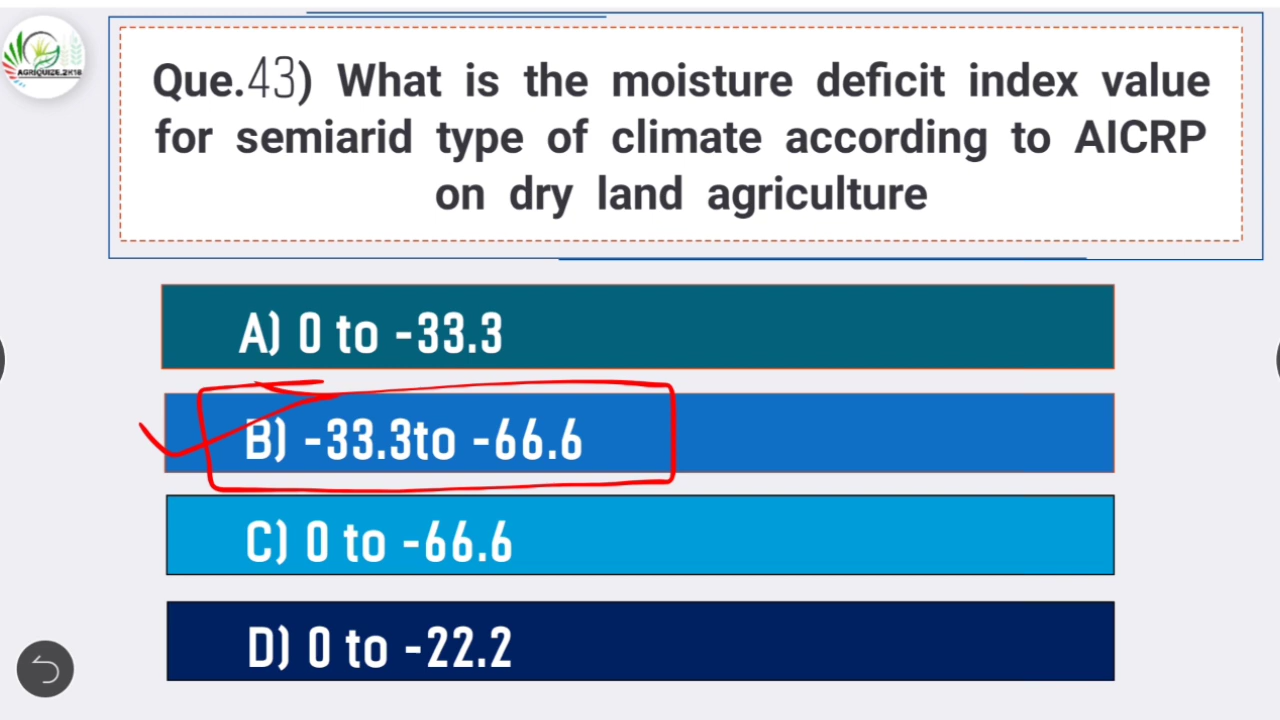 AGRIQUIZE.2K18
Que.43) What is the moisture deficit index value
for semiarid type of climate according to AICRP
on dry land agriculture
A) 0 to -33.3
B) -33.3to -66.6
C) 0 to -66.6
D) 0 to -22.2